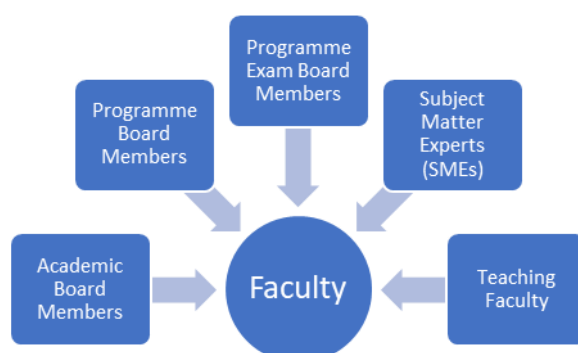 Programme
Exam Board
Members
Programme
Board
Members
Subject
Matter
Experts
(SMEs)
Academic
Board
Members
Faculty
Teaching
Faculty